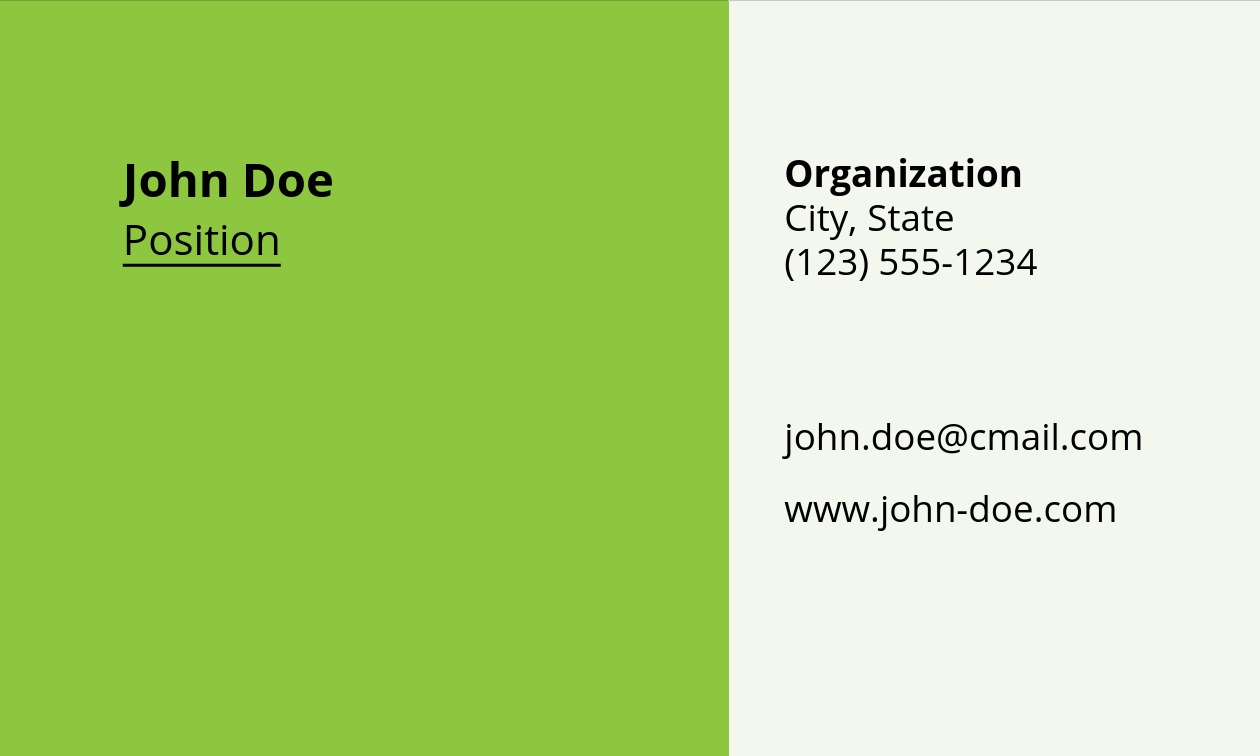 John Doe
Position
Organization
City, State
(123) 555-1234
john.doe@cmail.com
www.john-doe.com